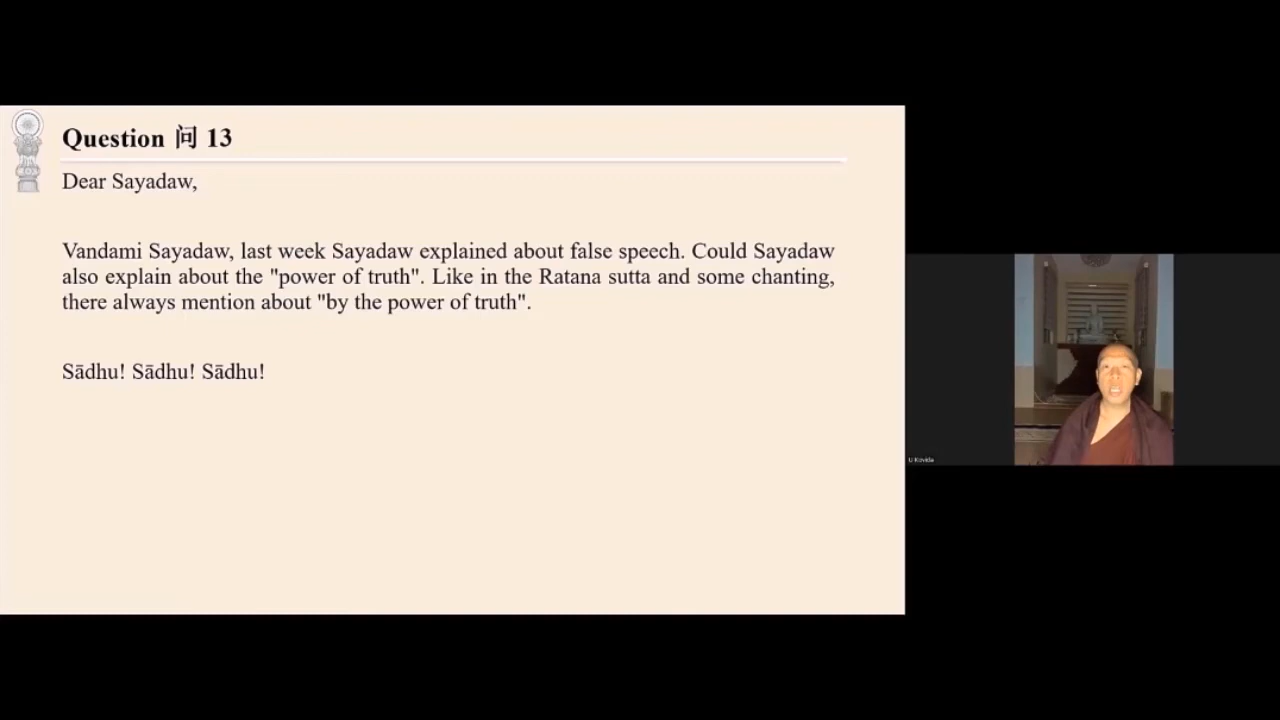 Question 问 13
Dear Sayadaw,
Vandami Sayadaw, last week Sayadaw explained about false speech. Could Sayadaw
also explain about the "power of truth". Like in the Ratana sutta and some chanting,
there always mention about "by the power of truth".
Sādhu! Sādhu! Sādhu!
U Kovida